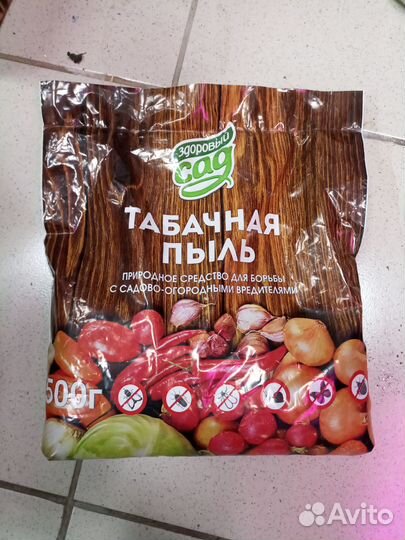 здоровый
сад
ТАБАЧНАЯ
ПЫЛЬ
ПРИРОДНОЕ СРЕДСТВО ДЛЯ БОРЬБЫ
С САДОВО-ОГОРОДНЫМИ ВРЕДИТЕЛЯМИ
500г
Avito